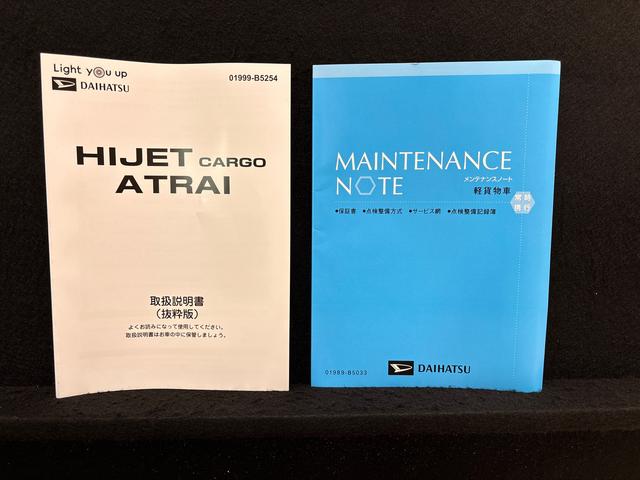 Light you up
DAIHATSU
01999-B5254
HIJET CARGO
ATRAI
取扱説明書
(抜粋版)
よくお読みになって使用してください。
取扱説明書はお車の中に保管しましょう。
MAINTENANCE
NOTE
メンテナンスノート
軽貨物車
常時
携行
•保証書 •点検整備方式 •サービス網 •点検整備記録簿
01989-B5033
DAIHATSU